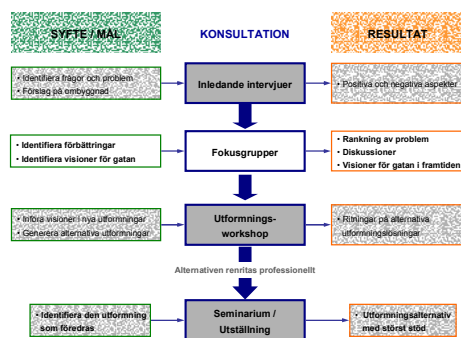 SYFTE / MÅL KONSULTATION RESULTAT
• Identifiera frågor och problem
• Förslag på ombyggnad
Inledande intervjuer
• Positiva och negativa aspekter
• Identifiera förbättringar
• Identifiera visioner för gatan
Fokusgrupper
• Rankning av problem
• Diskussioner
• Visioner för gatan i framtiden
• Införa visioner i nya utformningar
• Generera alternativa utformningar
Utformnings-
workshop
• Ritningar på alternativa
utformningslösningar
Alternativen renritas professionellt
• Identifiera den utformning
som föredras
Seminarium /
Utställning
• Utformningsalternativ
med störst stöd